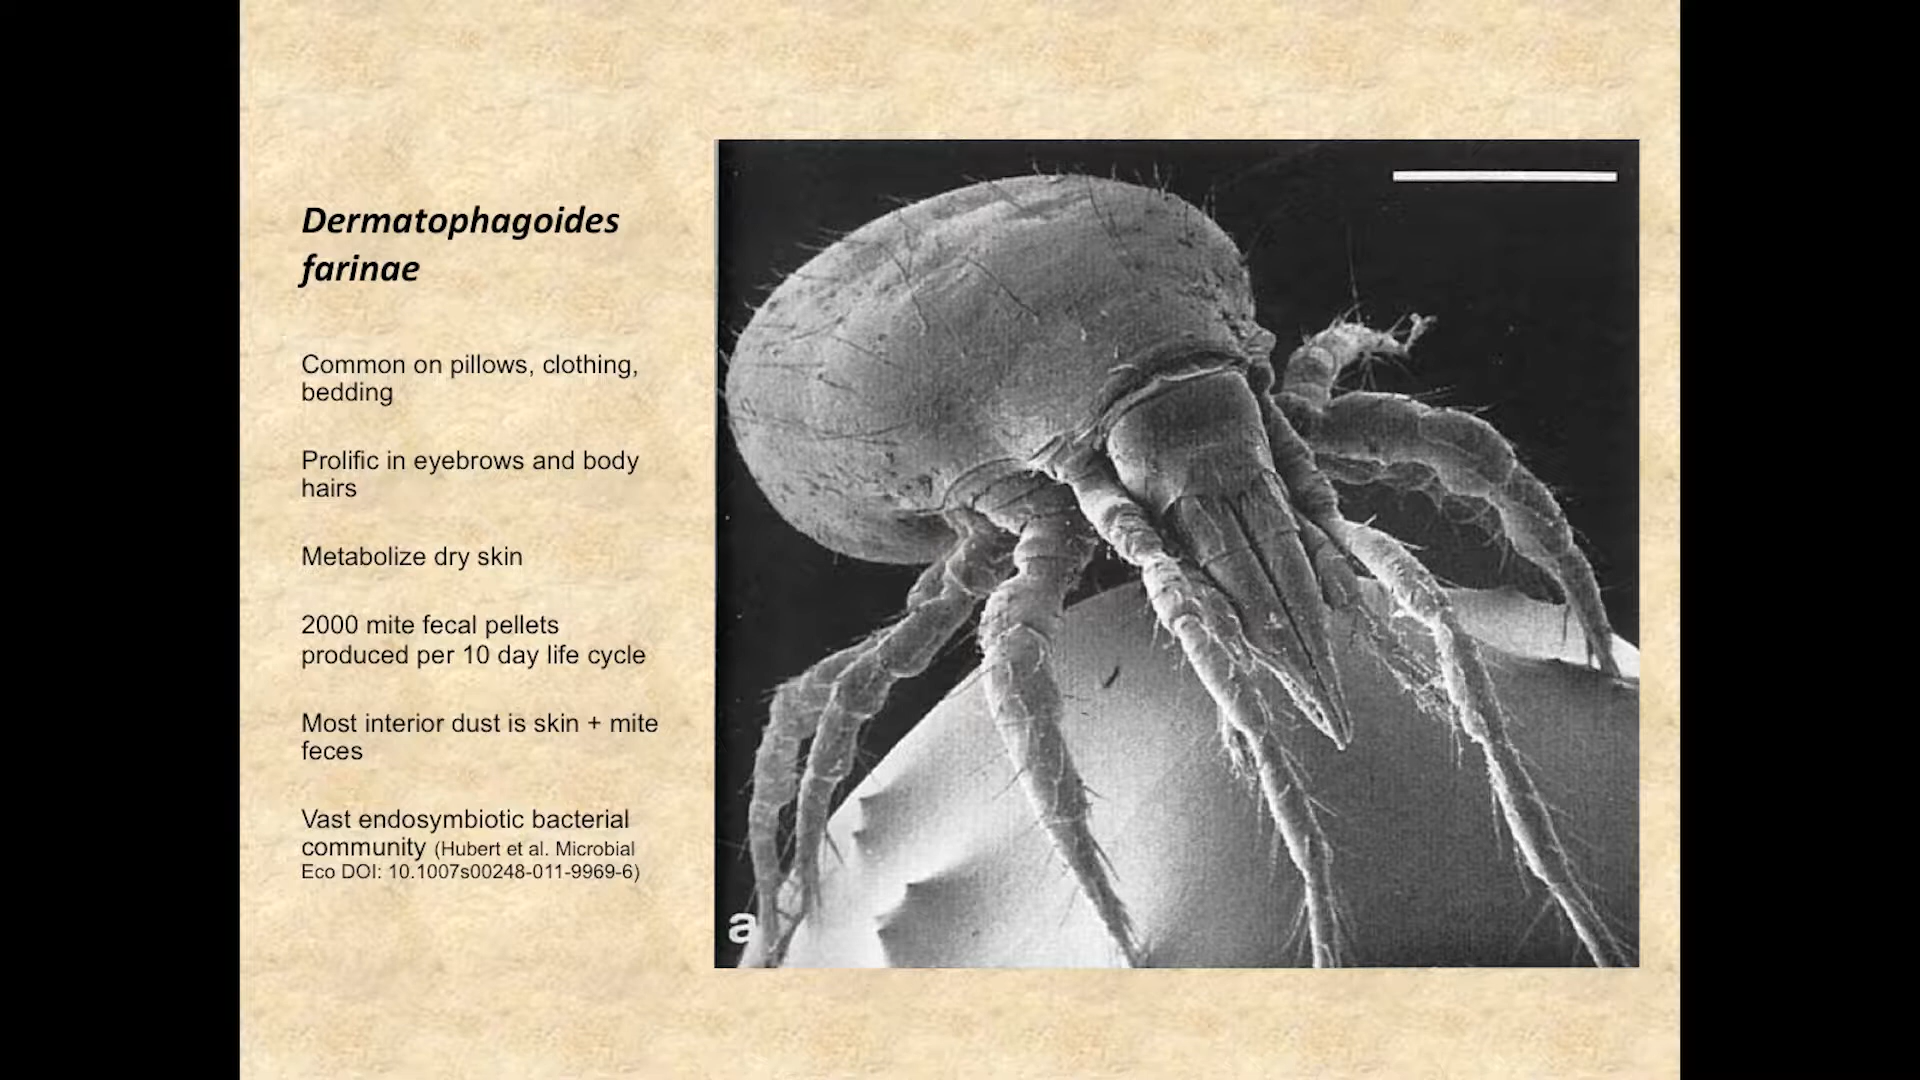 Dermatophagoides
farinae
Common on pillows, clothing,
bedding
Prolific in eyebrows and body
hairs
Metabolize dry skin
2000 mite fecal pellets
produced per 10 day life cycle
Most interior dust is skin + mite
feces
Vast endosymbiotic bacterial
community (Hubert et al. Microbial
Eco DOI: 10.1007s00248-011-9969-6)
a